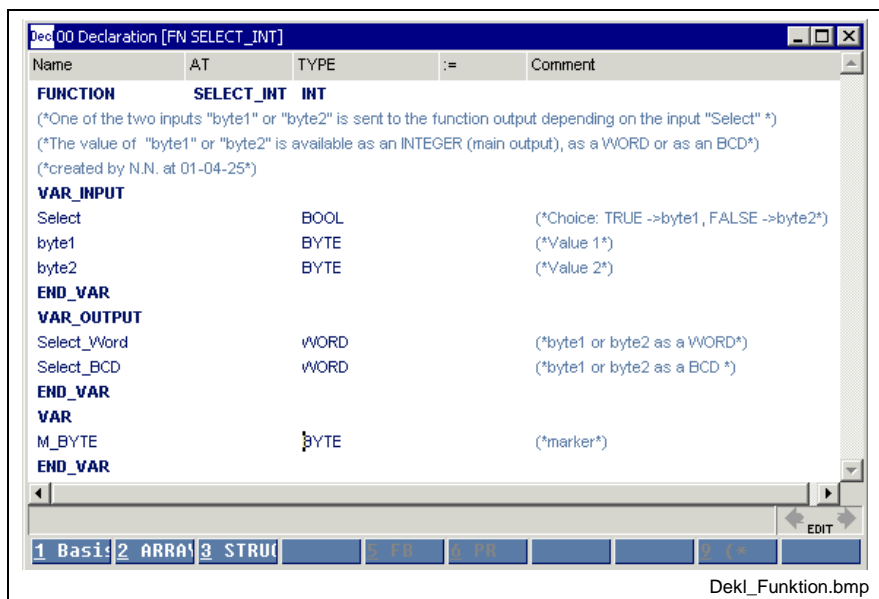 Decl 00 Declaration [FN SELECT_INT]
Name AT TYPE := Comment
FUNCTION SELECT_INT INT
(*One of the two inputs "byte1" or "byte2" is sent to the function output depending on the input "Select" *)
(*The value of "byte1" or "byte2" is available as an INTEGER (main output), as a WORD or as an BCD*)
(*created by N.N. at 01-04-25*)
VAR_INPUT
Select BOOL (*Choice: TRUE ->byte1, FALSE ->byte2*)
byte1 BYTE (*Value 1*)
byte2 BYTE (*Value 2*)
END_VAR
VAR_OUTPUT
Select_Word WORD (*byte1 or byte2 as a WORD*)
Select_BCD WORD (*byte1 or byte2 as a BCD *)
END_VAR
VAR
M_BYTE BYTE (*marker*)
END_VAR
EDIT
1 Basis 2 ARRAY 3 STRUC 5 FB 6 PR 9 (*
Dekl_Funktion.bmp